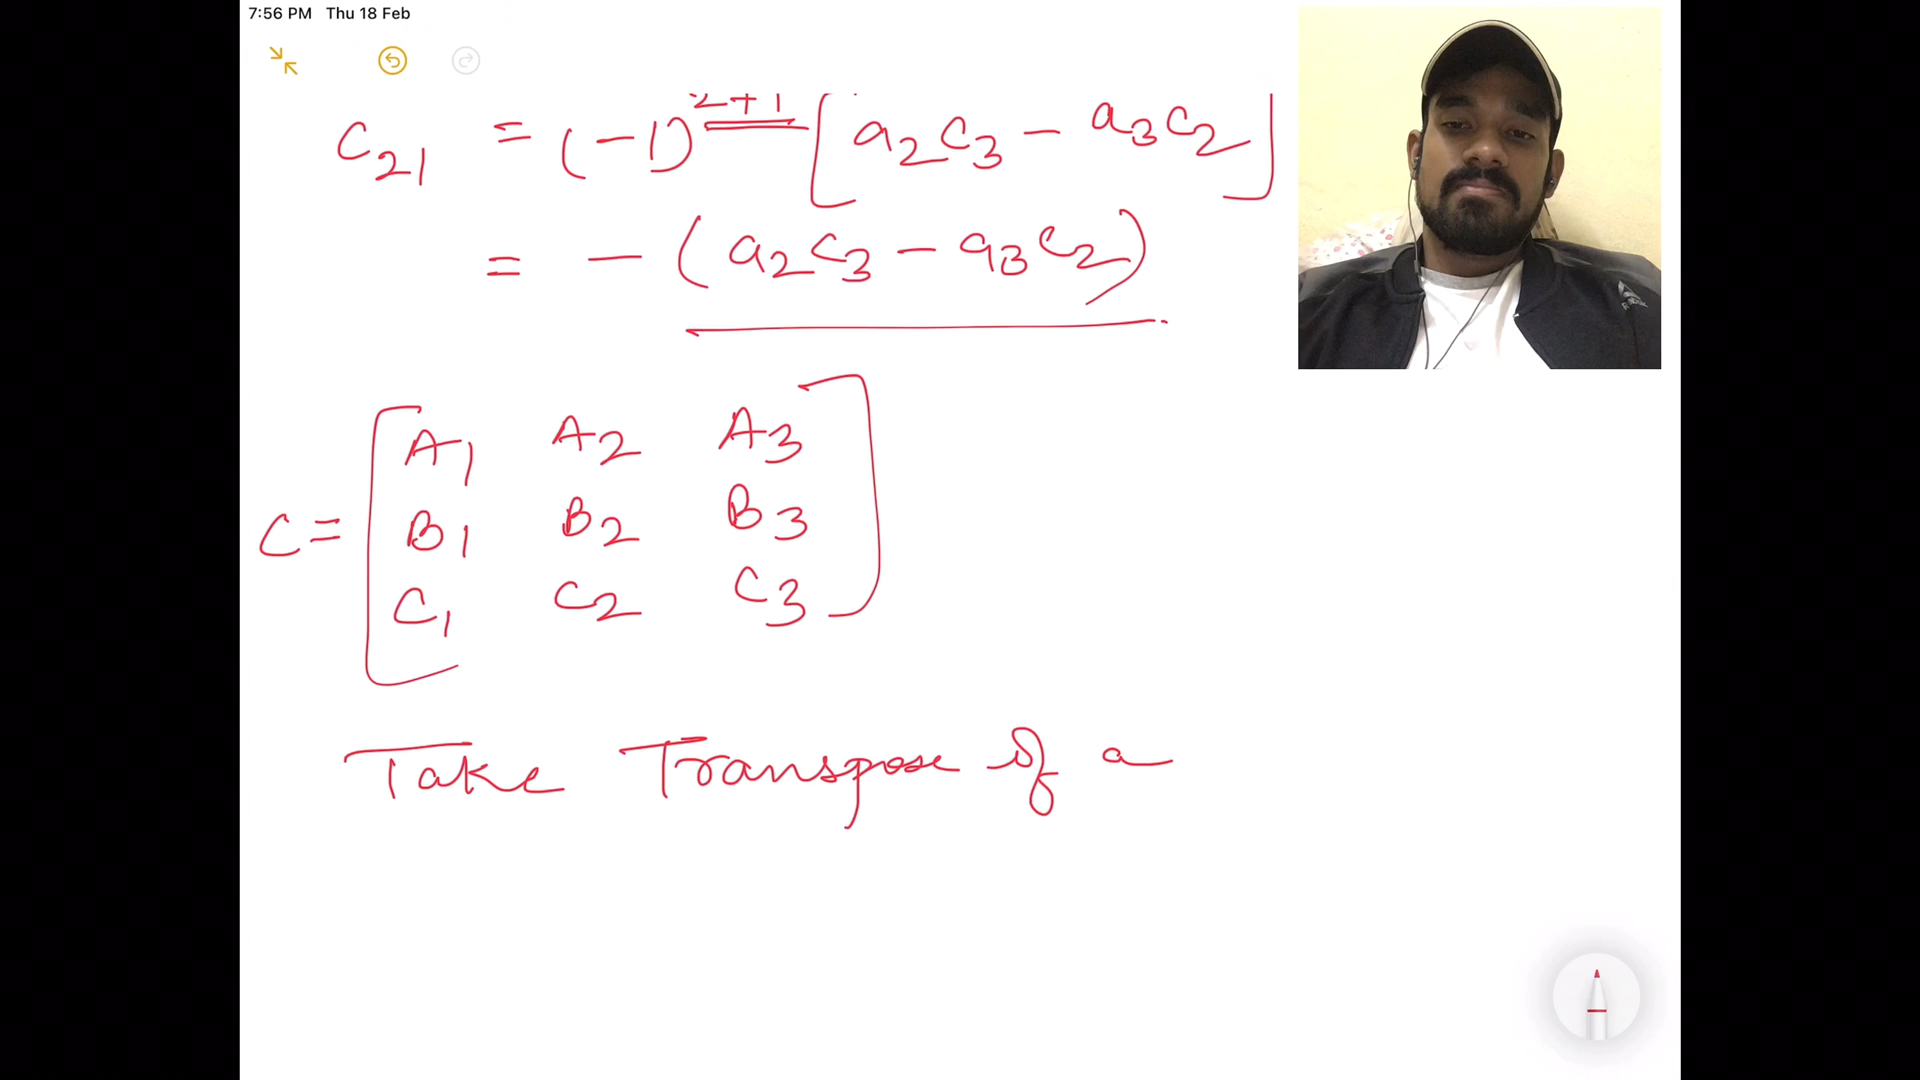 7:56 PM Thu 18 Feb
C21 = (-1)^2+1 [a2c3 - a3c2]
= - (a2c3 - a3c2)
C = [A1 A2 A3
B1 B2 B3
C1 C2 C3]
Take Transpose of a